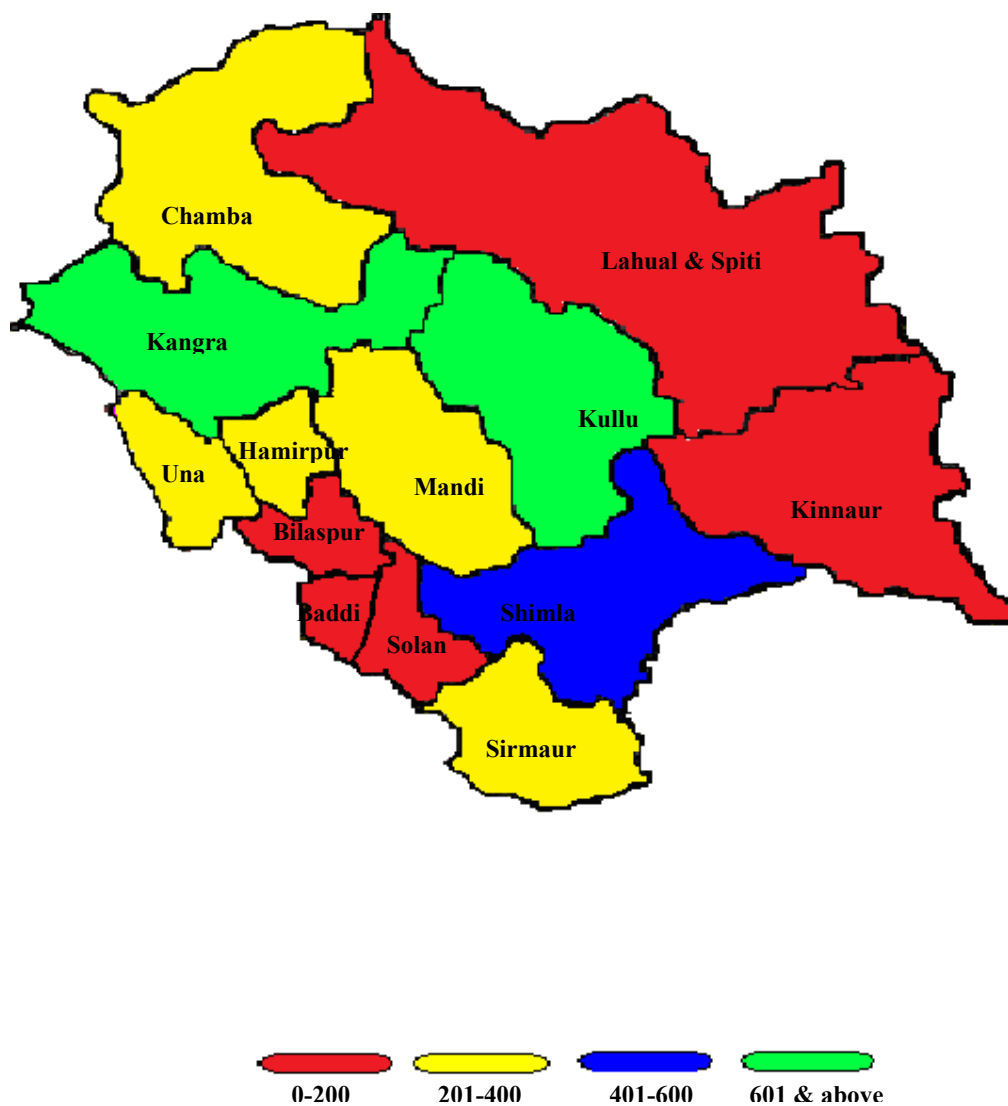 Chamba
Lahual & Spiti
Kangra
Kullu
Hamirpur
Una
Mandi
Kinnaur
Bilaspur
Baddi
Shimla
Solan
Sirmaur
0-200 201-400 401-600 601 & above